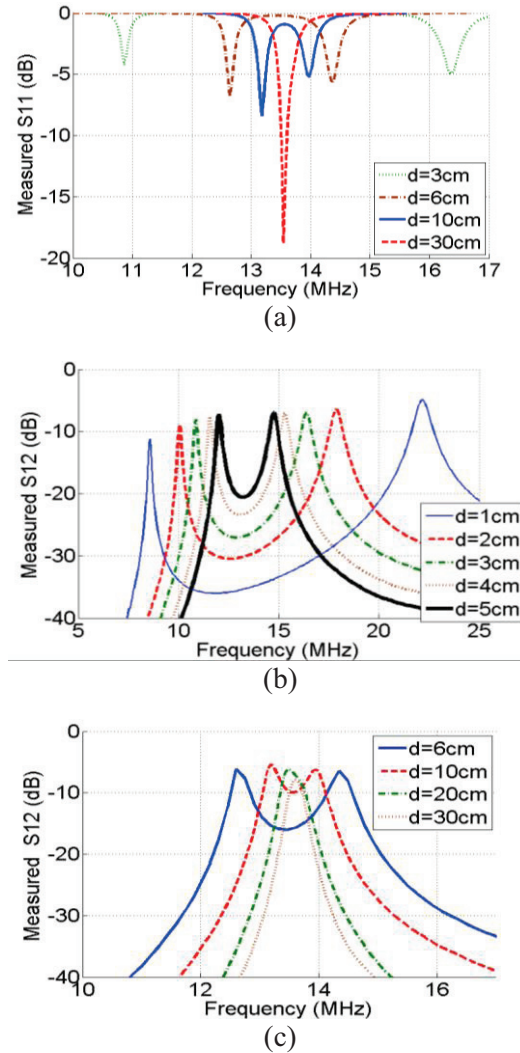 Measured S11 (dB)
0
-5
-10
-15
-20
d=3cm
d=6cm
d=10cm
d=30cm
10 11 12 13 14 15 16 17
Frequency (MHz)
(a)
Measured S12 (dB)
0
-10
-20
-30
-40
d=1cm
d=2cm
d=3cm
d=4cm
d=5cm
5 10 15 20 25
Frequency (MHz)
(b)
Measured S12 (dB)
0
-10
-20
-30
-40
d=6cm
d=10cm
d=20cm
d=30cm
10 12 14 16
Frequency (MHz)
(c)